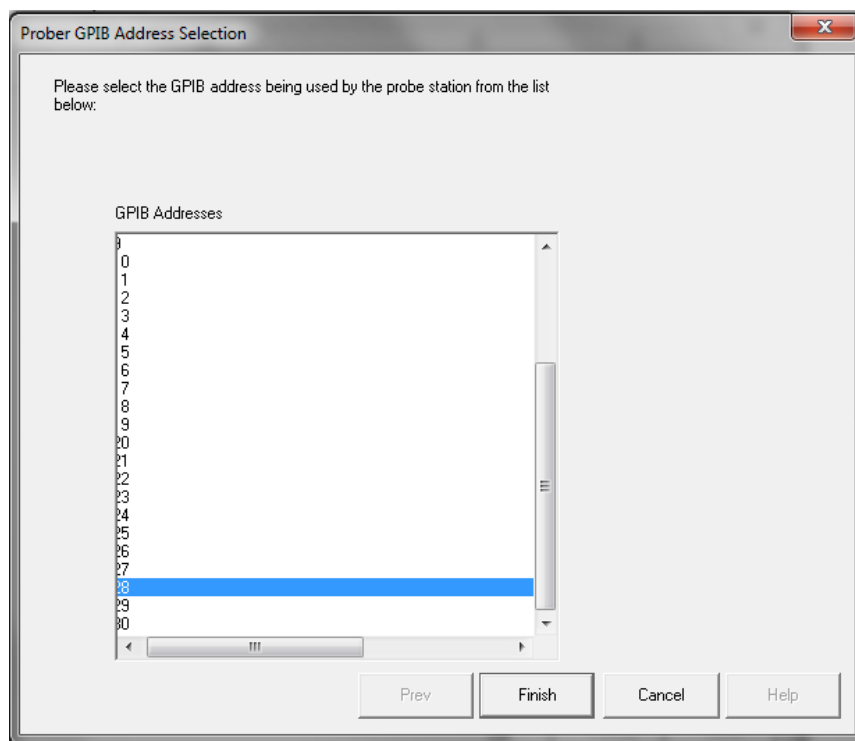 Prober GPIB Address Selection
Please select the GPIB address being used by the probe station from the list
below:
GPIB Addresses
9
0
1
2
3
4
5
6
7
8
9
20
21
22
23
24
25
26
27
28
29
30
Prev
Finish
Cancel
Help